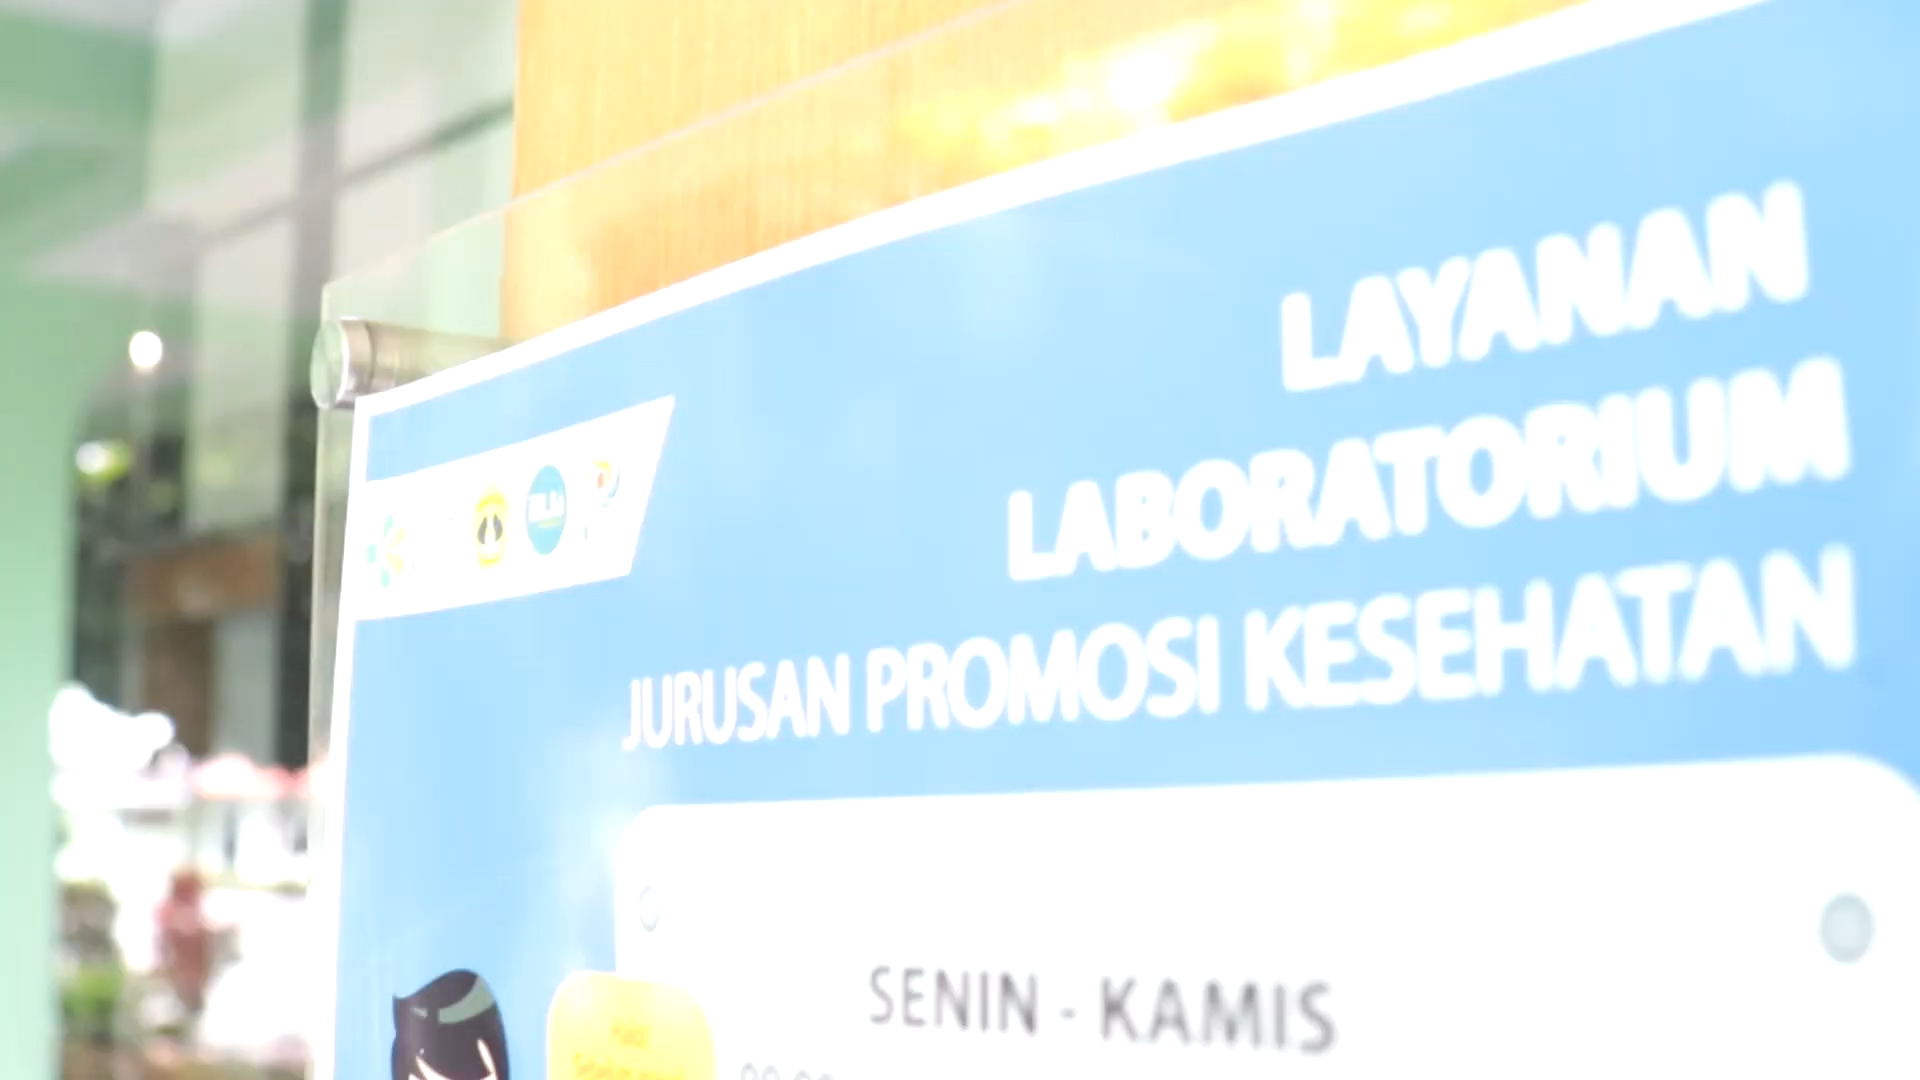 LAYANAN
LABORATORIUM
JURUSAN PROMOSI KESEHATAN
SENIN - KAMIS